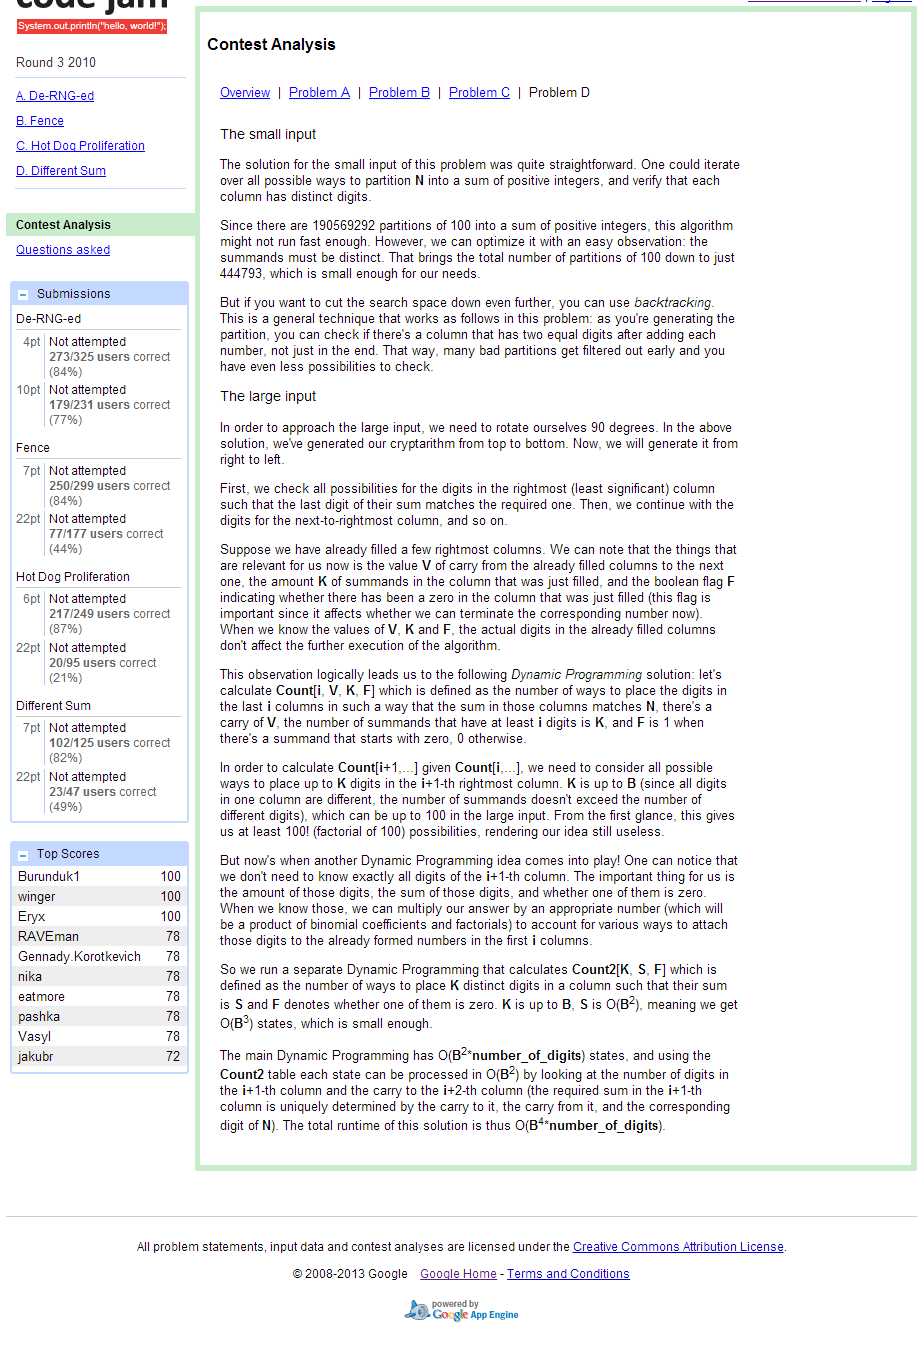 code jam
System.out.println("hello, world!");
Round 3 2010
A. De-RNG-ed
B. Fence
C. Hot Dog Proliferation
D. Different Sum
Contest Analysis
Questions asked
Submissions
De-RNG-ed
4pt Not attempted
273/325 users correct
(84%)
10pt Not attempted
179/231 users correct
(77%)
Fence
7pt Not attempted
250/299 users correct
(84%)
22pt Not attempted
77/177 users correct
(44%)
Hot Dog Proliferation
6pt Not attempted
217/249 users correct
(87%)
22pt Not attempted
20/95 users correct
(21%)
Different Sum
7pt Not attempted
102/125 users correct
(82%)
22pt Not attempted
23/47 users correct
(49%)
Top Scores
Burunduk1 100
winger 100
Eryx 100
RAVEman 78
Gennady.Korotkevich 78
nika 78
eatmore 78
pashka 78
Vasyl 78
jakubr 72
Contest Analysis
Overview | Problem A | Problem B | Problem C | Problem D
The small input
The solution for the small input of this problem was quite straightforward. One could iterate
over all possible ways to partition N into a sum of positive integers, and verify that each
column has distinct digits.
Since there are 190569292 partitions of 100 into a sum of positive integers, this algorithm
might not run fast enough. However, we can optimize it with an easy observation: the
summands must be distinct. That brings the total number of partitions of 100 down to just
444793, which is small enough for our needs.
But if you want to cut the search space down even further, you can use backtracking.
This is a general technique that works as follows in this problem: as you're generating the
partition, you can check if there's a column that has two equal digits after adding each
number, not just in the end. That way, many bad partitions get filtered out early and you
have even less possibilities to check.
The large input
In order to approach the large input, we need to rotate ourselves 90 degrees. In the above
solution, we've generated our cryptarithm from top to bottom. Now, we will generate it from
right to left.
First, we check all possibilities for the digits in the rightmost (least significant) column
such that the last digit of their sum matches the required one. Then, we continue with the
digits for the next-to-rightmost column, and so on.
Suppose we have already filled a few rightmost columns. We can note that the things that
are relevant for us now is the value V of carry from the already filled columns to the next
one, the amount K of summands in the column that was just filled, and the boolean flag F
indicating whether there has been a zero in the column that was just filled (this flag is
important since it affects whether we can terminate the corresponding number now).
When we know the values of V, K and F, the actual digits in the already filled columns
don't affect the further execution of the algorithm.
This observation logically leads us to the following Dynamic Programming solution: let's
calculate Count[i, V, K, F] which is defined as the number of ways to place the digits in
the last i columns in such a way that the sum in those columns matches N, there's a
carry of V, the number of summands that have at least i digits is K, and F is 1 when
there's a summand that starts with zero, 0 otherwise.
In order to calculate Count[i+1,...] given Count[i,...], we need to consider all possible
ways to place up to K digits in the i+1-th rightmost column. K is up to B (since all digits
in one column are different, the number of summands doesn't exceed the number of
different digits), which can be up to 100 in the large input. From the first glance, this gives
us at least 100! (factorial of 100) possibilities, rendering our idea still useless.
But now's when another Dynamic Programming idea comes into play! One can notice that
we don't need to know exactly all digits of the i+1-th column. The important thing for us is
the amount of those digits, the sum of those digits, and whether one of them is zero.
When we know those, we can multiply our answer by an appropriate number (which will
be a product of binomial coefficients and factorials) to account for various ways to attach
those digits to the already formed numbers in the first i columns.
So we run a separate Dynamic Programming that calculates Count2[K, S, F] which is
defined as the number of ways to place K distinct digits in a column such that their sum
is S and F denotes whether one of them is zero. K is up to B, S is O(B2), meaning we get
O(B3) states, which is small enough.
The main Dynamic Programming has O(B2*number_of_digits) states, and using the
Count2 table each state can be processed in O(B2) by looking at the number of digits in
the i+1-th column and the carry to the i+2-th column (the required sum in the i+1-th
column is uniquely determined by the carry to it, the carry from it, and the corresponding
digit of N). The total runtime of this solution is thus O(B4*number_of_digits).
All problem statements, input data and contest analyses are licensed under the Creative Commons Attribution License.
© 2008-2013 Google Google Home - Terms and Conditions
powered by
Google App Engine